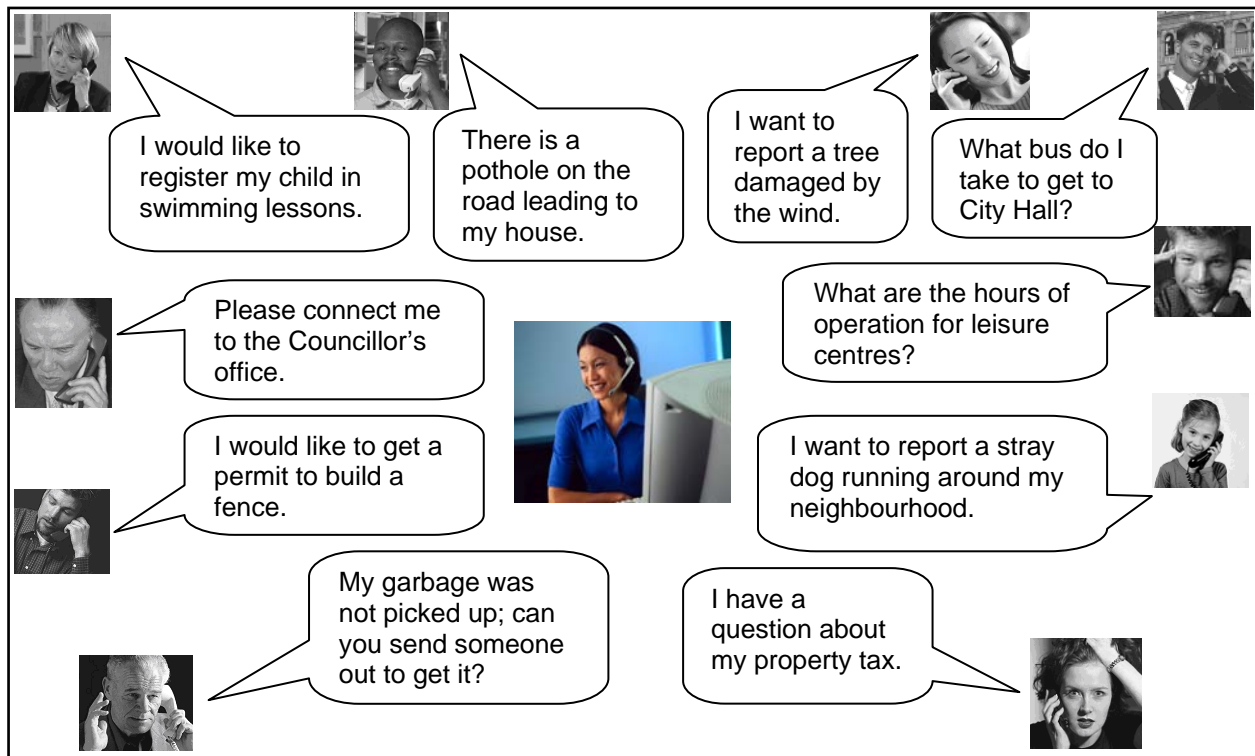 I would like to
register my child in
swimming lessons.
There is a
pothole on the
road leading to
my house.
I want to
report a tree
damaged by
the wind.
What bus do I
take to get to
City Hall?
Please connect me
to the Councillor’s
office.
What are the hours of
operation for leisure
centres?
I would like to get a
permit to build a
fence.
I want to report a stray
dog running around my
neighbourhood.
My garbage was
not picked up; can
you send someone
out to get it?
I have a
question about
my property tax.